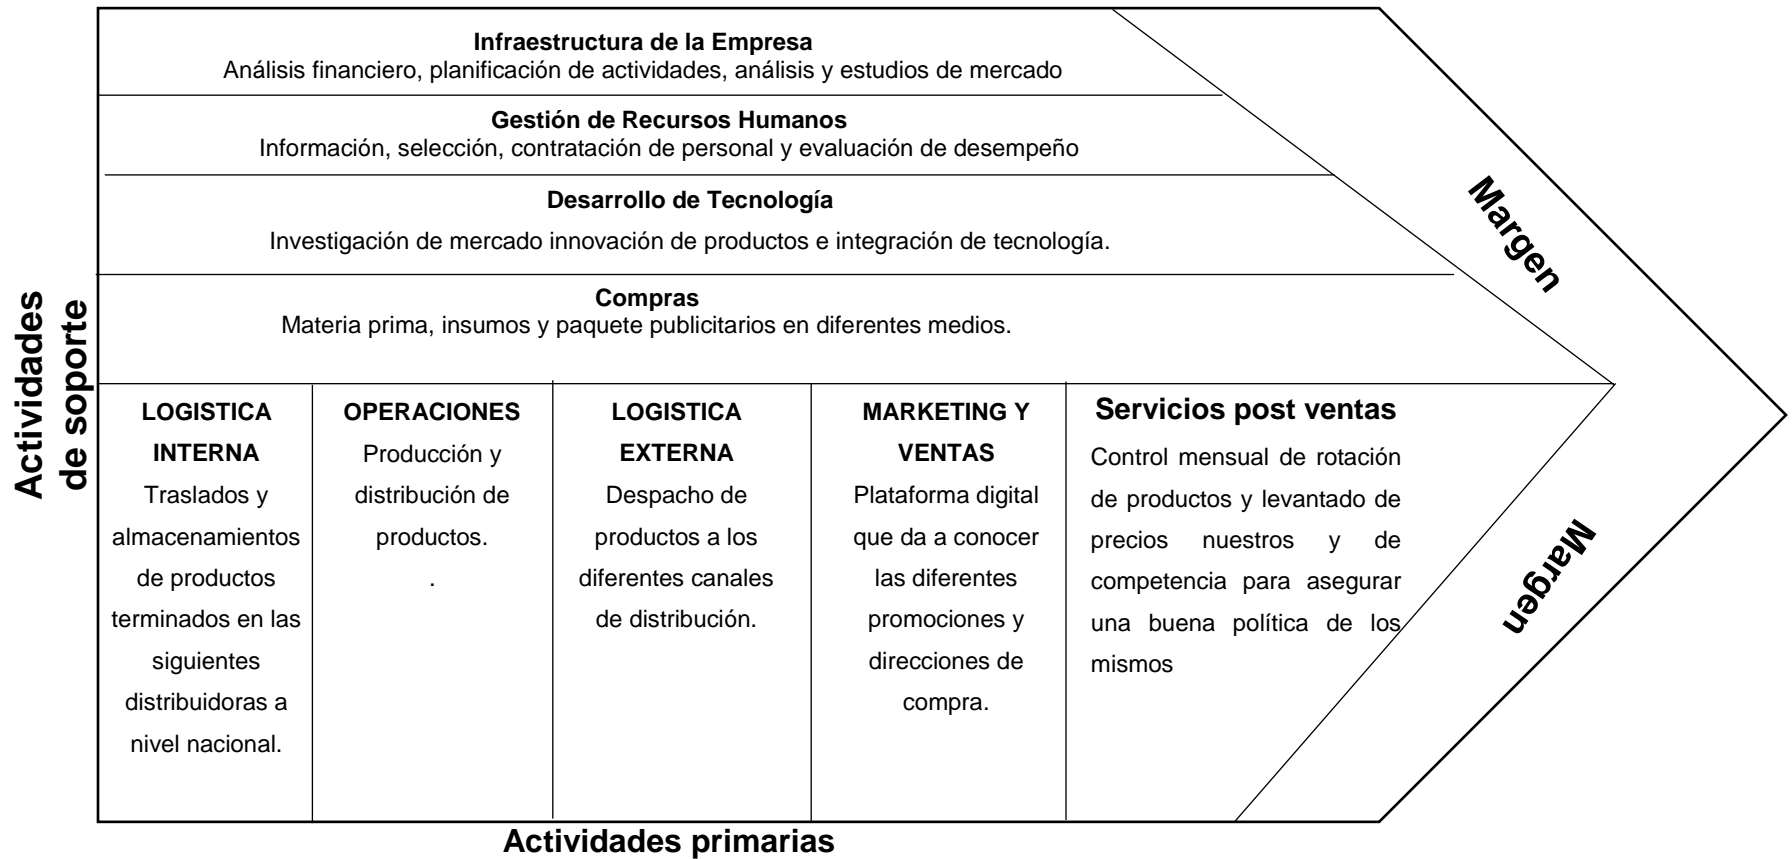 Infraestructura de la Empresa
Análisis financiero, planificación de actividades, análisis y estudios de mercado
Gestión de Recursos Humanos
Información, selección, contratación de personal y evaluación de desempeño
Desarrollo de Tecnología
Investigación de mercado innovación de productos e integración de tecnología.
Compras
Materia prima, insumos y paquete publicitarios en diferentes medios.
Actividades
de soporte
Margen
LOGISTICA
INTERNA
Traslados y
almacenamientos
de productos
terminados en las
siguientes
distribuidoras a
nivel nacional.
OPERACIONES
Producción y
distribución de
productos.
.
LOGISTICA
EXTERNA
Despacho de
productos a los
diferentes canales
de distribución.
MARKETING Y
VENTAS
Plataforma digital
que da a conocer
las diferentes
promociones y
direcciones de
compra.
Servicios post ventas
Control mensual de rotación
de productos y levantado de
precios nuestros y de
competencia para asegurar
una buena política de los
mismos
Margen
Actividades primarias